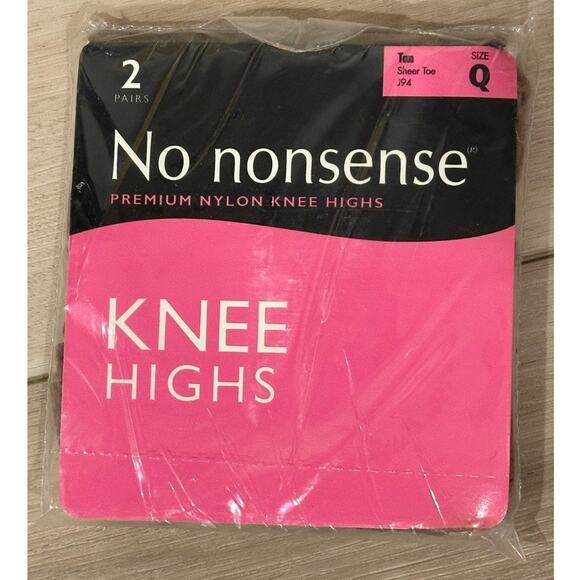 2
PAIRS
Tan
Sheer Toe
J94
SIZE
Q
No nonsense®
PREMIUM NYLON KNEE HIGHS
KNEE
HIGHS